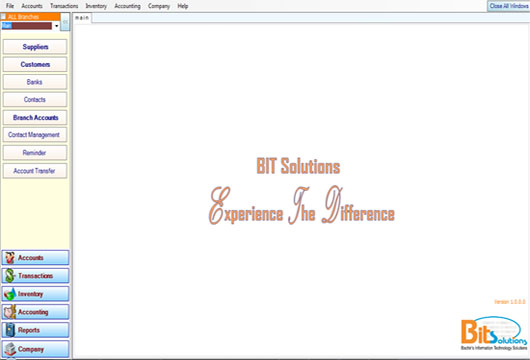 File Accounts Transactions Inventory Accounting Company Help Close All Windows
ALL Branches
Main
main
Suppliers
Customers
Banks
Contacts
Branch Accounts
Contact Management
Reminder
Account Transfer
BIT Solutions
Experience The Difference
Accounts
Transactions
Inventory
Accounting
Reports
Company
Version 1.0.0.0
Bit Solutions
Information Technology Solutions